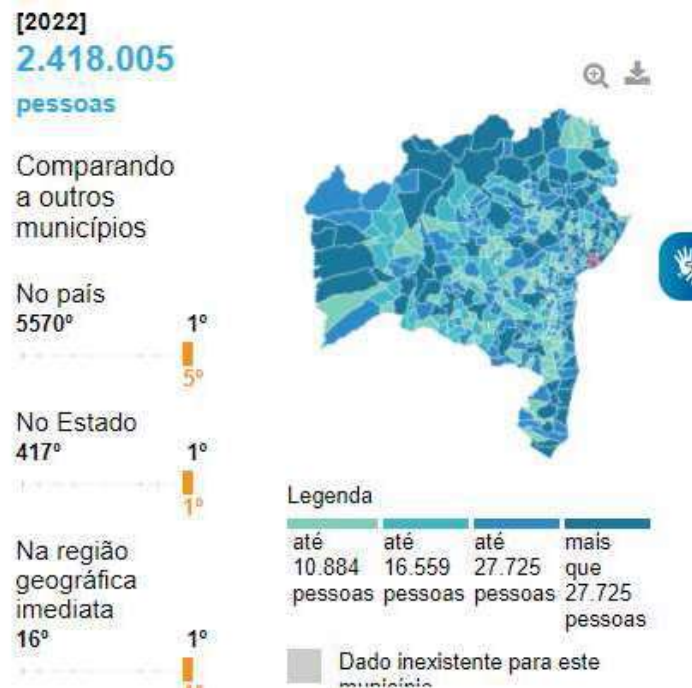 [2022]
2.418.005
pessoas
Comparando
a outros
municípios
No país
5570º 1º
5º
No Estado
417º 1º
1º
Na região
geográfica
imediata
16º 1º
Legenda
até até até mais
10.884 16.559 27.725 que
pessoas pessoas pessoas 27.725
pessoas
Dado inexistente para este
município